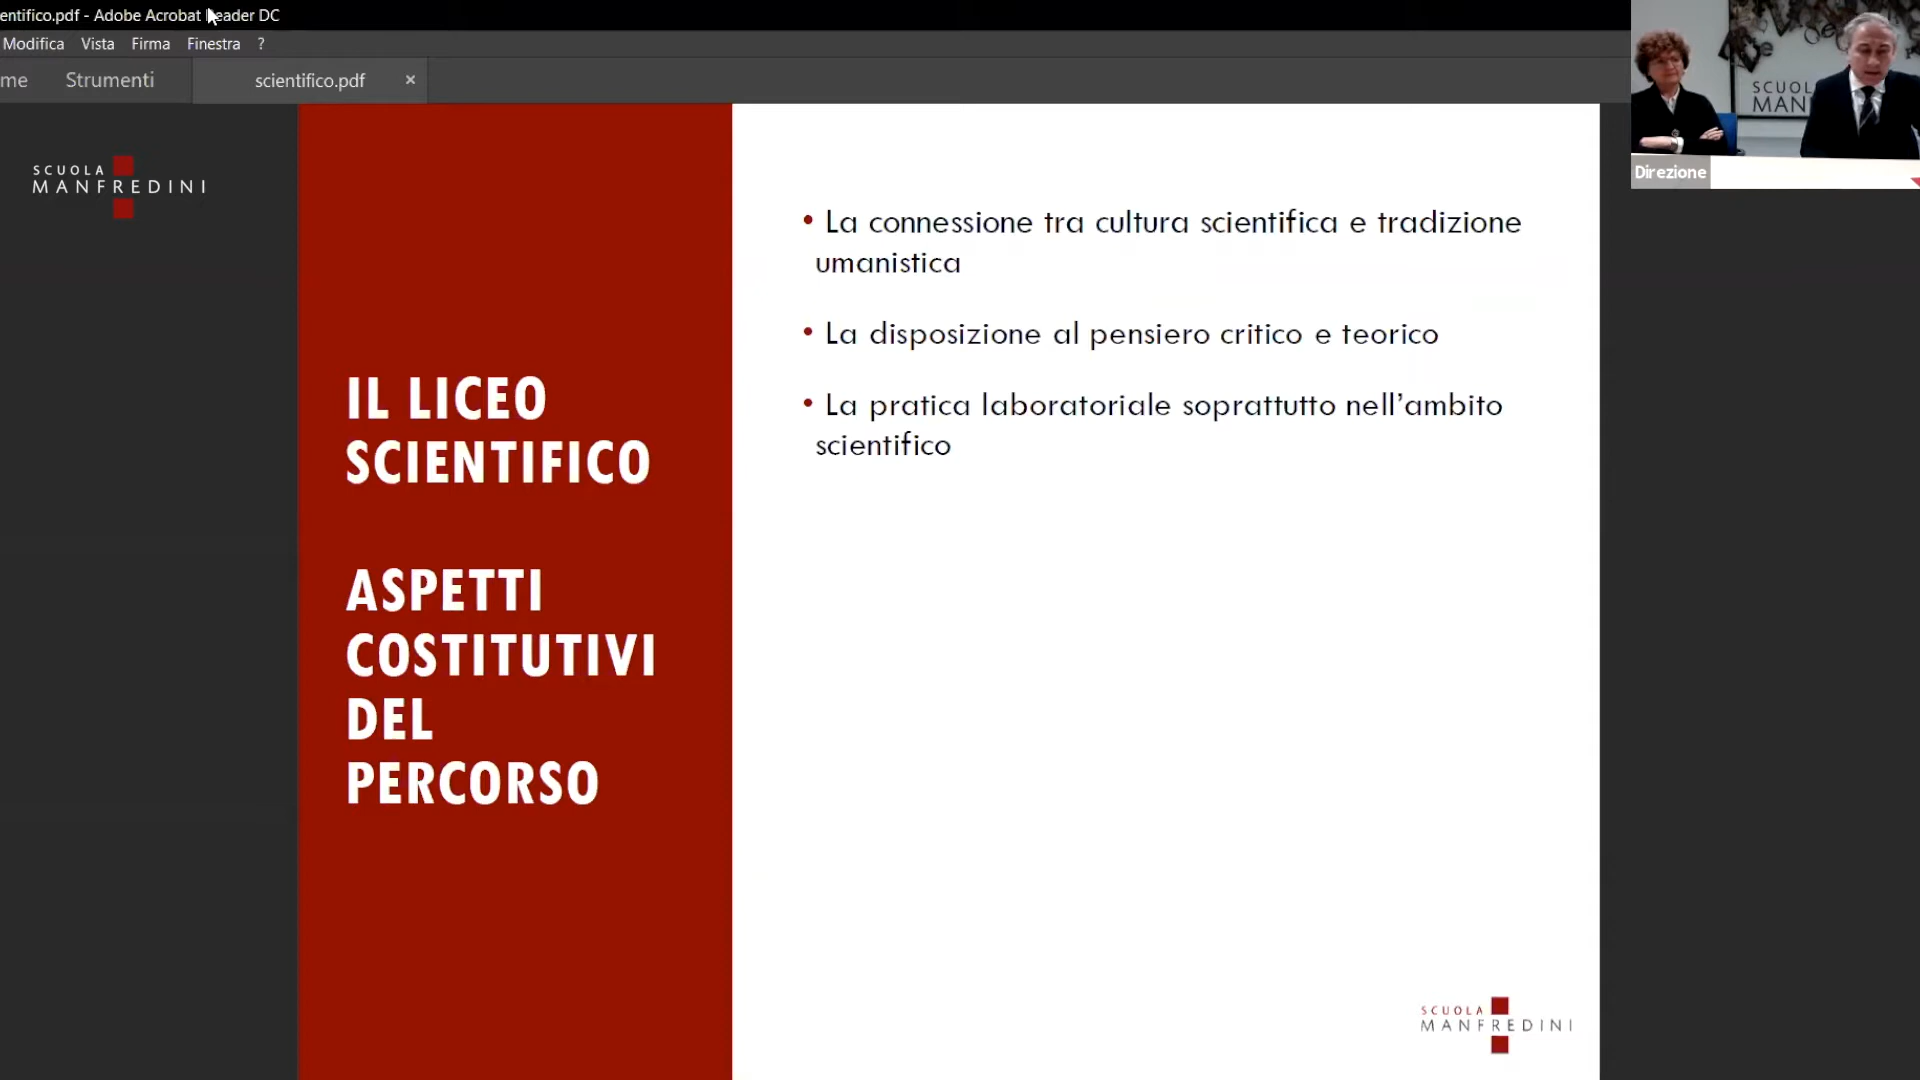 entifico.pdf - Adobe Acrobat Reader DC
Modifica Vista Firma Finestra ?
me Strumenti scientifico.pdf ×
SCUOLA
MANFREDINI
IL LICEO
SCIENTIFICO
ASPETTI
COSTITUTIVI
DEL
PERCORSO
• La connessione tra cultura scientifica e tradizione
umanistica
• La disposizione al pensiero critico e teorico
• La pratica laboratoriale soprattutto nell’ambito
scientifico
SCUOLA
MANFREDINI
SCUOL
MAN
Direzione